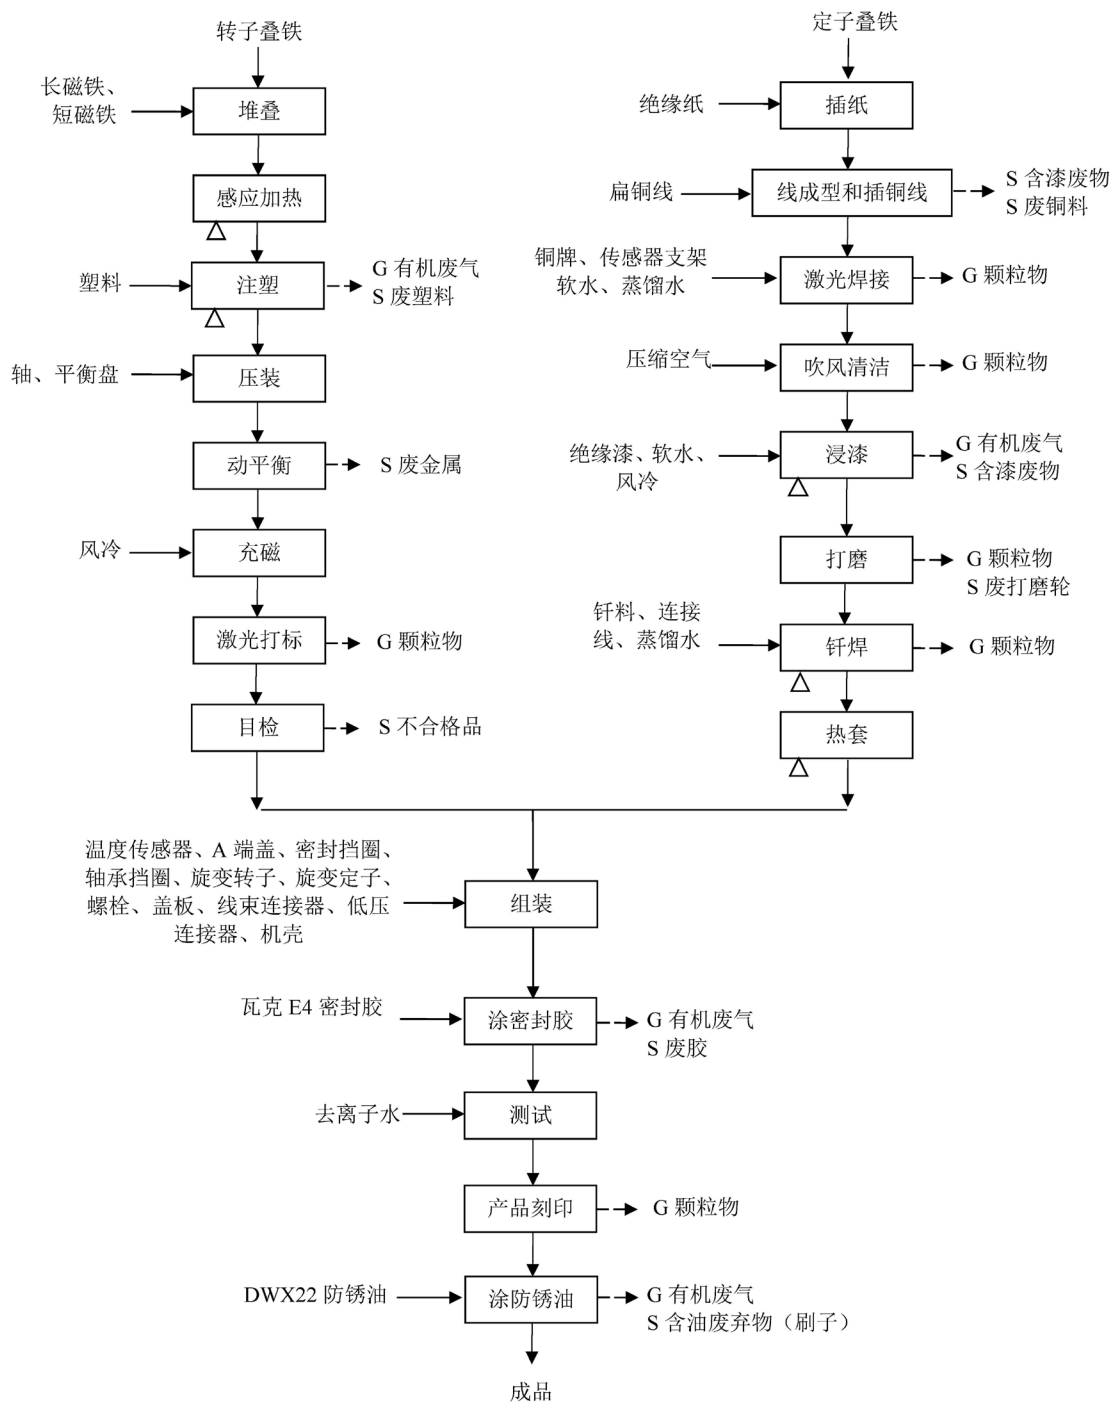 转子叠铁
长磁铁、
短磁铁
堆叠
感应加热
塑料
注塑
G 有机废气
S 废塑料
轴、平衡盘
压装
动平衡
S 废金属
风冷
充磁
激光打标
G 颗粒物
目检
S 不合格品
定子叠铁
绝缘纸
插纸
扁铜线
线成型和插铜线
S 含漆废物
S 废铜料
铜牌、传感器支架
软水、蒸馏水
激光焊接
G 颗粒物
压缩空气
吹风清洁
G 颗粒物
绝缘漆、软水、
风冷
浸漆
G 有机废气
S 含漆废物
打磨
G 颗粒物
S 废打磨轮
钎料、连接
线、蒸馏水
钎焊
G 颗粒物
热套
温度传感器、A 端盖、密封挡圈、
轴承挡圈、旋变转子、旋变定子、
螺栓、盖板、线束连接器、低压
连接器、机壳
组装
瓦克 E4 密封胶
涂密封胶
G 有机废气
S 废胶
去离子水
测试
产品刻印
G 颗粒物
DWX22 防锈油
涂防锈油
G 有机废气
S 含油废弃物（刷子）
成品